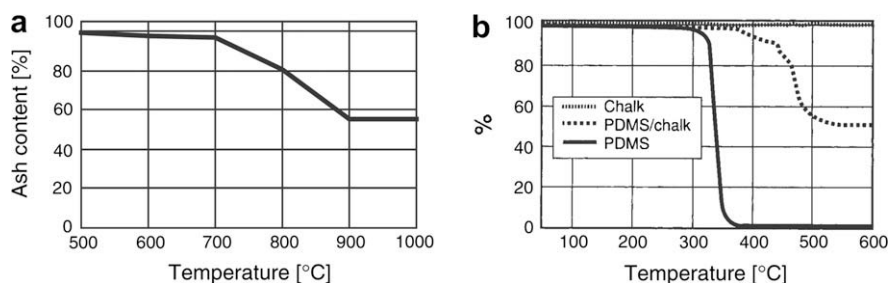 a
Ash content [%]
100
80
60
40
20
0
500 600 700 800 900 1000
Temperature [°C]
b
%
100
80
60
40
20
0
Chalk
PDMS/chalk
PDMS
100 200 300 400 500 600
Temperature [°C]